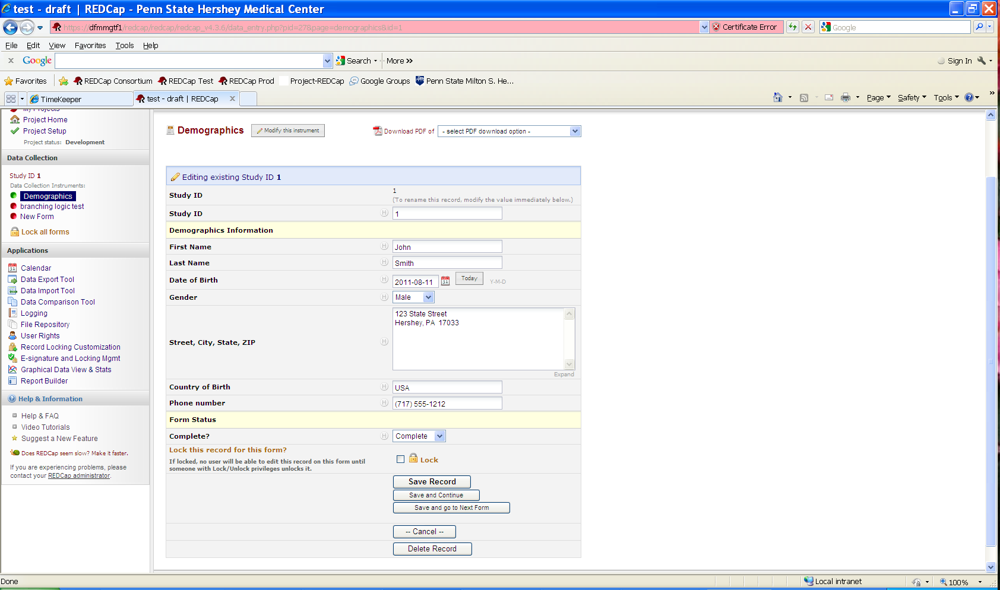 test - draft | REDCap - Penn State Hershey Medical Center
https://dfmmgtf1/redcap/redcap/redcap_v4.3.6/data_entry.php?pid=27&page=demographics&id=1
Certificate Error
Google
File Edit View Favorites Tools Help
x Google Search More »
Sign In
Favorites REDCap Consortium REDCap Test REDCap Prod Project-REDCap Google Groups Penn State Milton S. He...
TimeKeeper
test - draft | REDCap x
Page Safety Tools »
My Projects
Project Home
Project Setup
Project status: Development
Data Collection
Study ID 1
Data Collection Instruments:
Demographics
branching logic test
New Form
Lock all forms
Applications
31 Calendar
Data Export Tool
Data Import Tool
Data Comparison Tool
Logging
File Repository
User Rights
Record Locking Customization
E-signature and Locking Mgmt
Graphical Data View & Stats
Report Builder
Help & Information
Help & FAQ
Video Tutorials
Suggest a New Feature
Does REDCap seem slow? Make it faster.
If you are experiencing problems, please
contact your REDCap administrator.
Demographics Modify this instrument Download PDF of - select PDF download option -
Editing existing Study ID 1
Study ID 1
(To rename this record, modify the value immediately below.)
Study ID H 1
Demographics Information
First Name H John
Last Name H Smith
Date of Birth H 2011-08-11 31 Today Y-M-D
Gender H Male
Street, City, State, ZIP H
123 State Street
Hershey, PA 17033
Expand
Country of Birth H USA
Phone number H (717) 555-1212
Form Status
Complete? H Complete
Lock this record for this form?
If locked, no user will be able to edit this record on this form until
someone with Lock/Unlock privileges unlocks it.
Lock
Save Record
Save and Continue
Save and go to Next Form
-- Cancel --
Delete Record
Done
Local intranet
100%